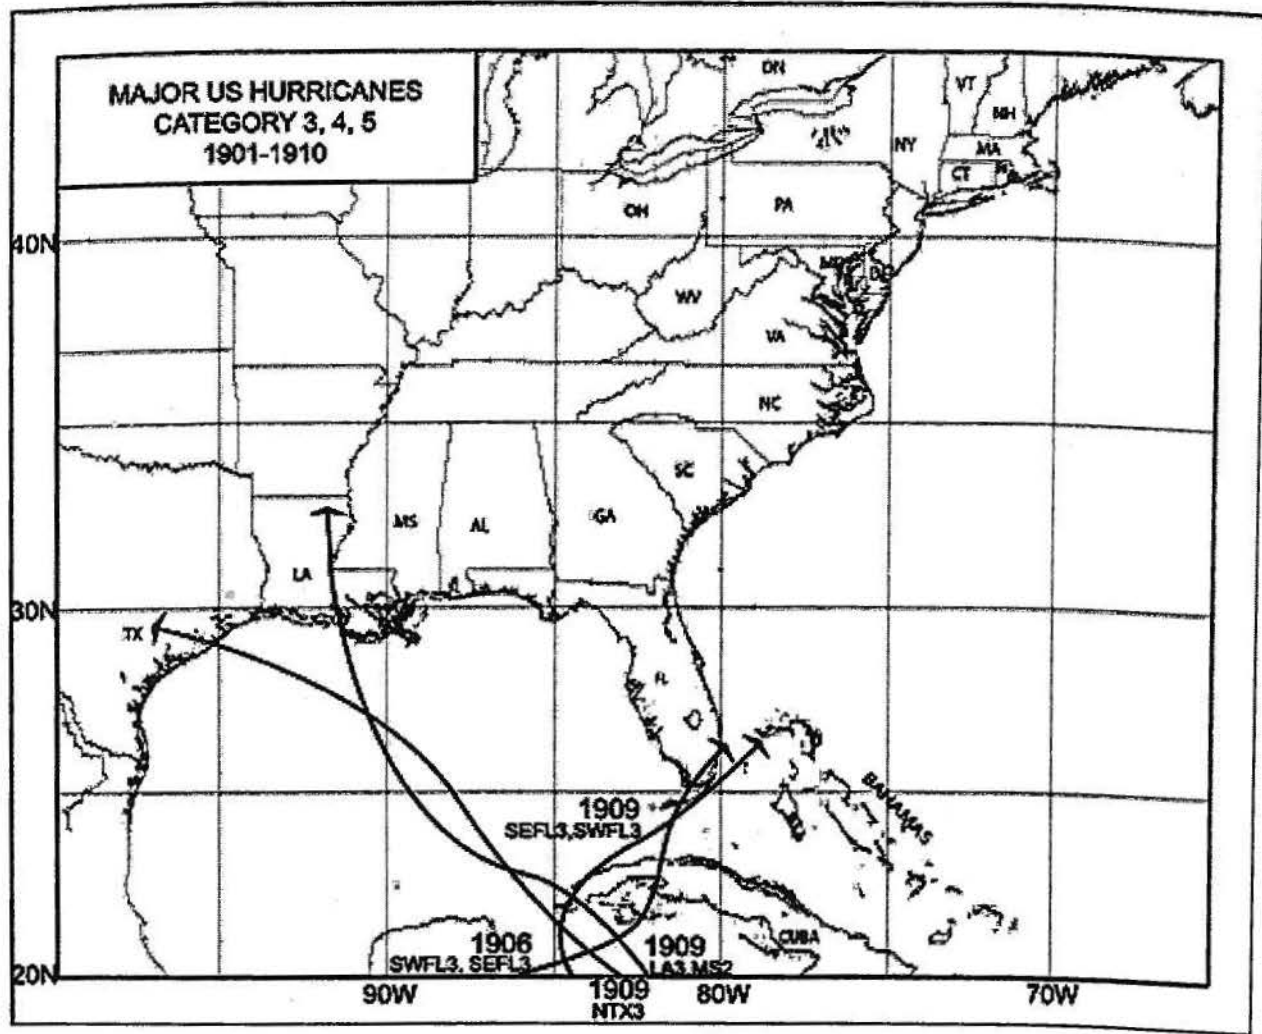 MAJOR US HURRICANES
CATEGORY 3, 4, 5
1901-1910
ON
VT
NH
NY
MA
CT
OH
PA
40N
WV
VA
NC
SC
MS
AL
GA
LA
30N
TX
FL
BAHAMAS
1909
SEFL3,SWFL3
CUBA
1906
SWFL3, SEFL3
1909
LA3,MS2
20N
90W
80W
70W
1909
NTX3